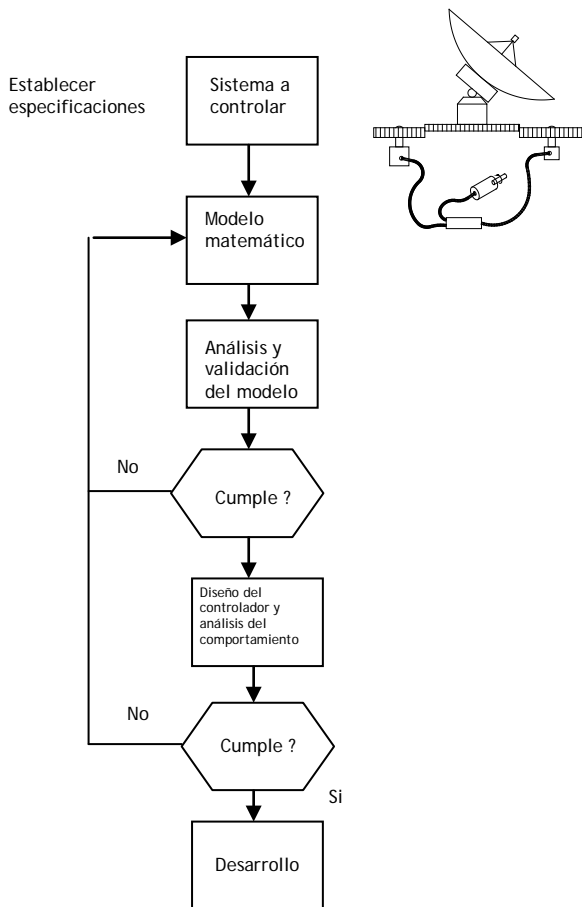 Establecer
especificaciones
Sistema a
controlar
Modelo
matemático
Análisis y
validación
del modelo
No
Cumple ?
Diseño del
controlador y
análisis del
comportamiento
No
Cumple ?
Si
Desarrollo